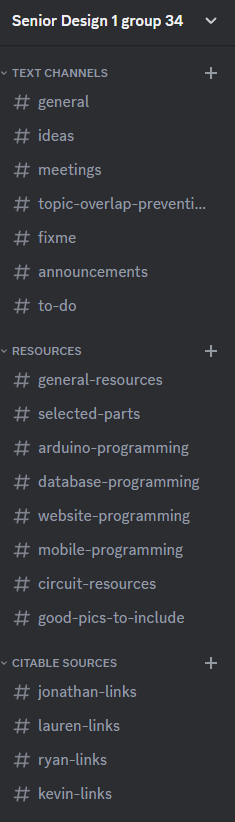 Senior Design 1 group 34
TEXT CHANNELS
# general
# ideas
# meetings
# topic-overlap-preventi...
# fixme
# announcements
# to-do
RESOURCES
# general-resources
# selected-parts
# arduino-programming
# database-programming
# website-programming
# mobile-programming
# circuit-resources
# good-pics-to-include
CITABLE SOURCES
# jonathan-links
# lauren-links
# ryan-links
# kevin-links